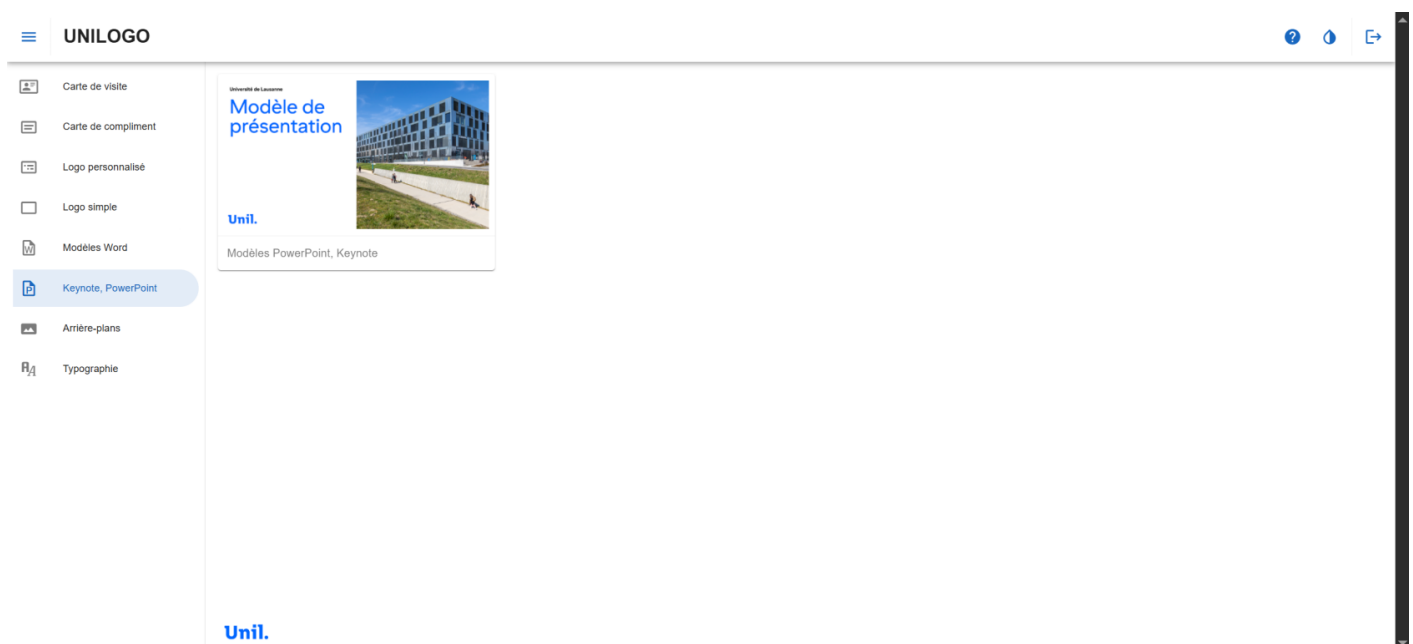 UNILOGO
Carte de visite
Carte de compliment
Logo personnalisé
Logo simple
Modèles Word
Keynote, PowerPoint
Arrière-plans
Typographie
Université de Lausanne
Modèle de
présentation
Unil.
Modèles PowerPoint, Keynote
Unil.